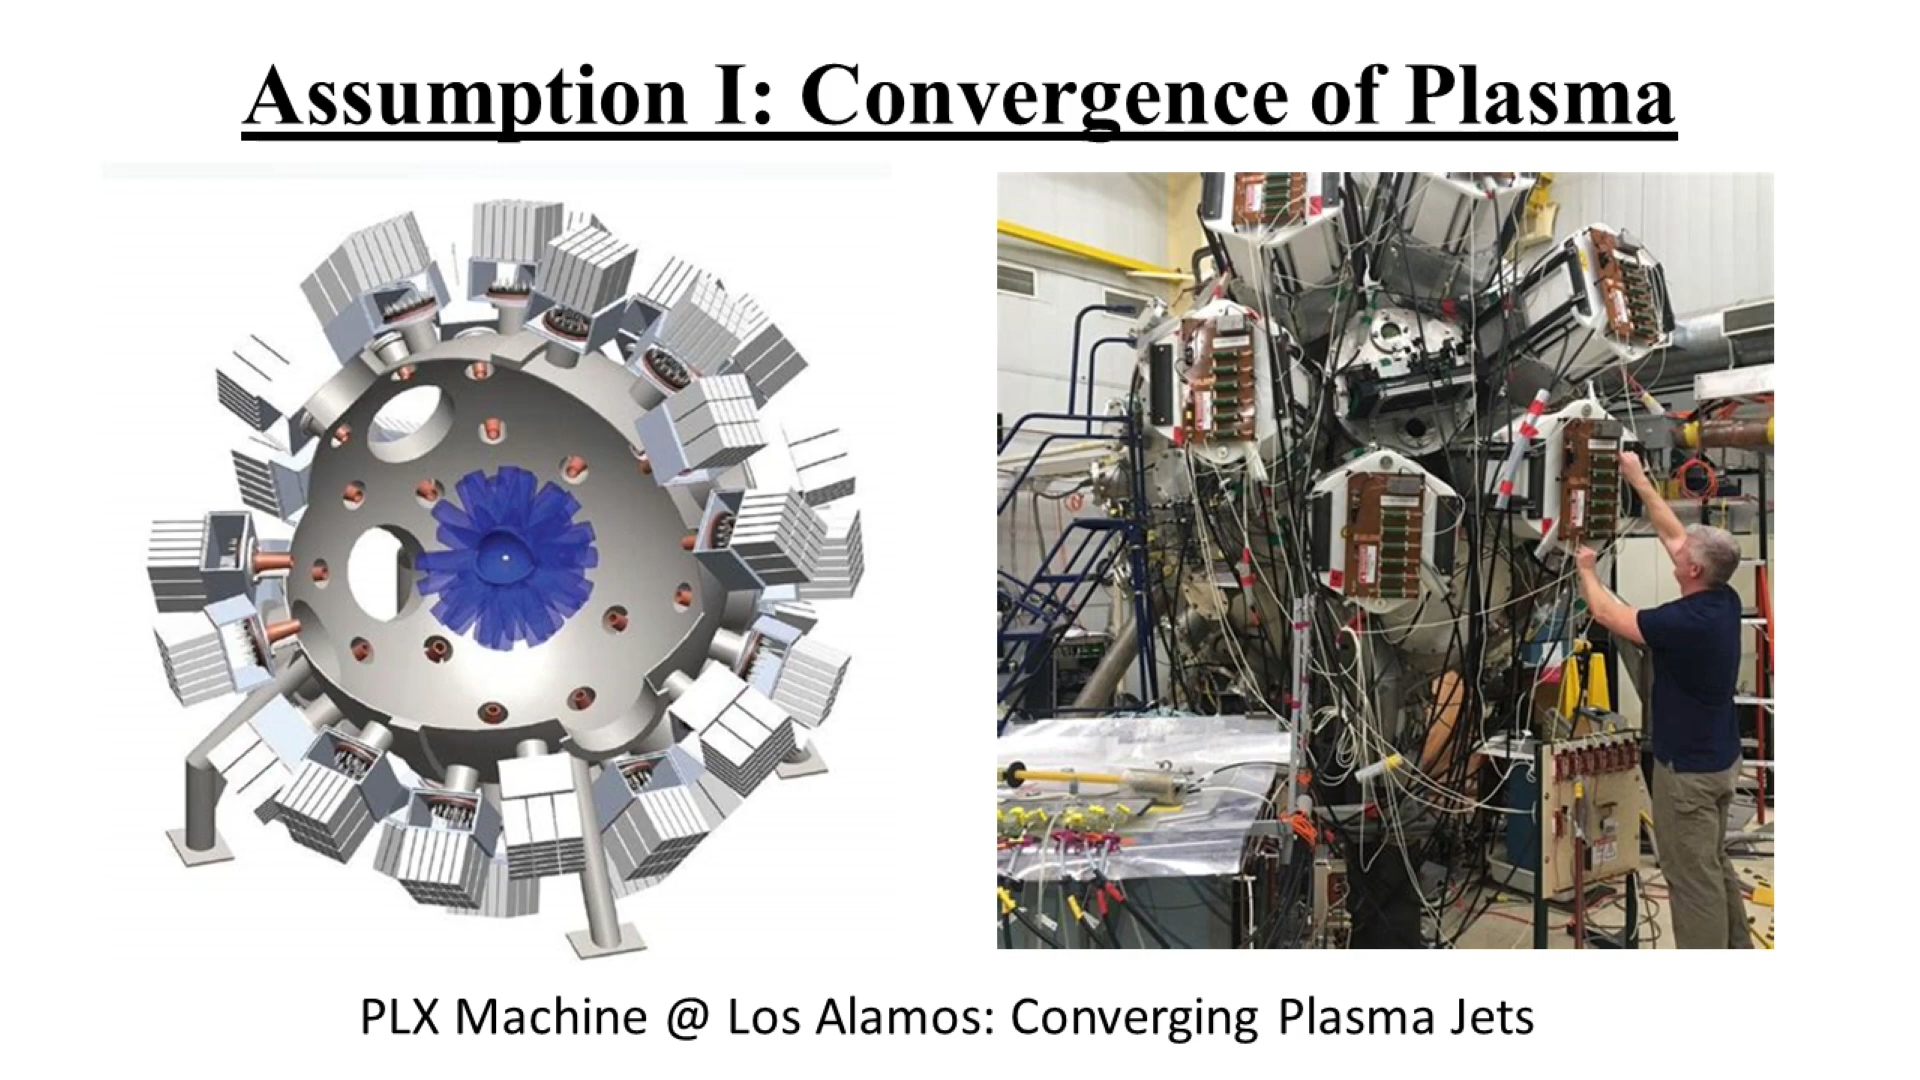 Assumption I: Convergence of Plasma
PLX Machine @ Los Alamos: Converging Plasma Jets